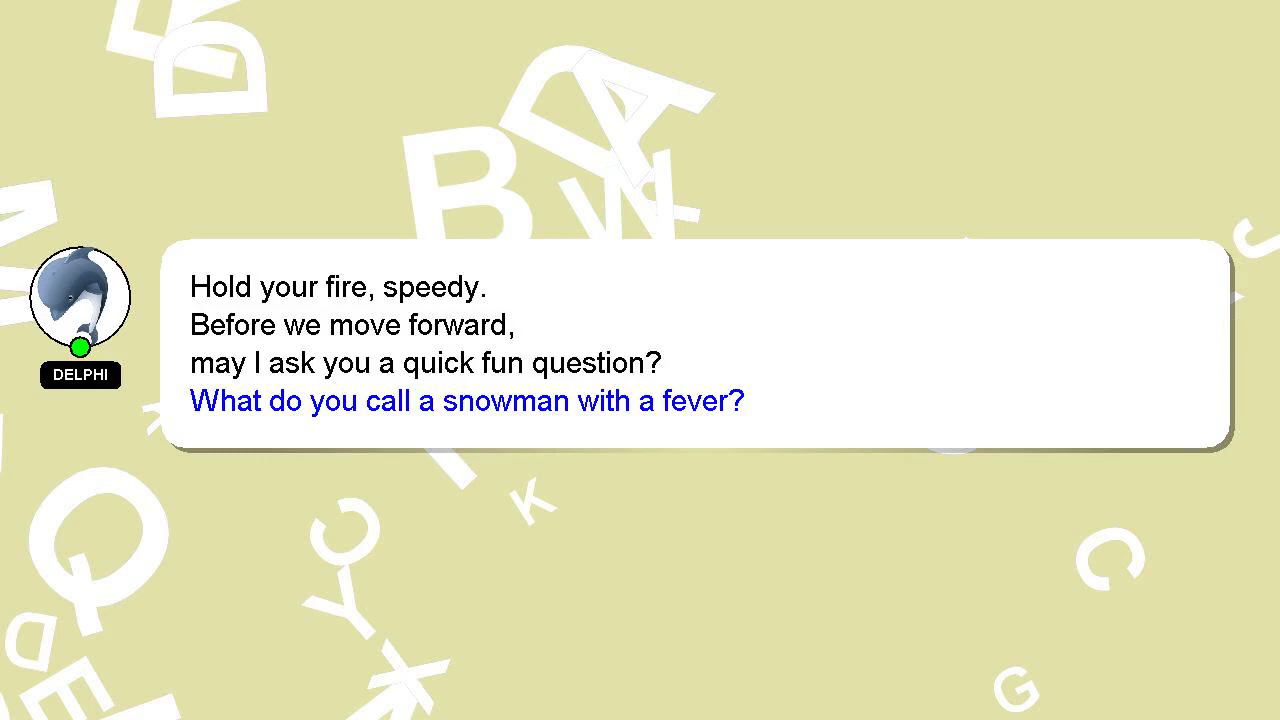 Hold your fire, speedy.
Before we move forward,
may I ask you a quick fun question?
What do you call a snowman with a fever?
DELPHI